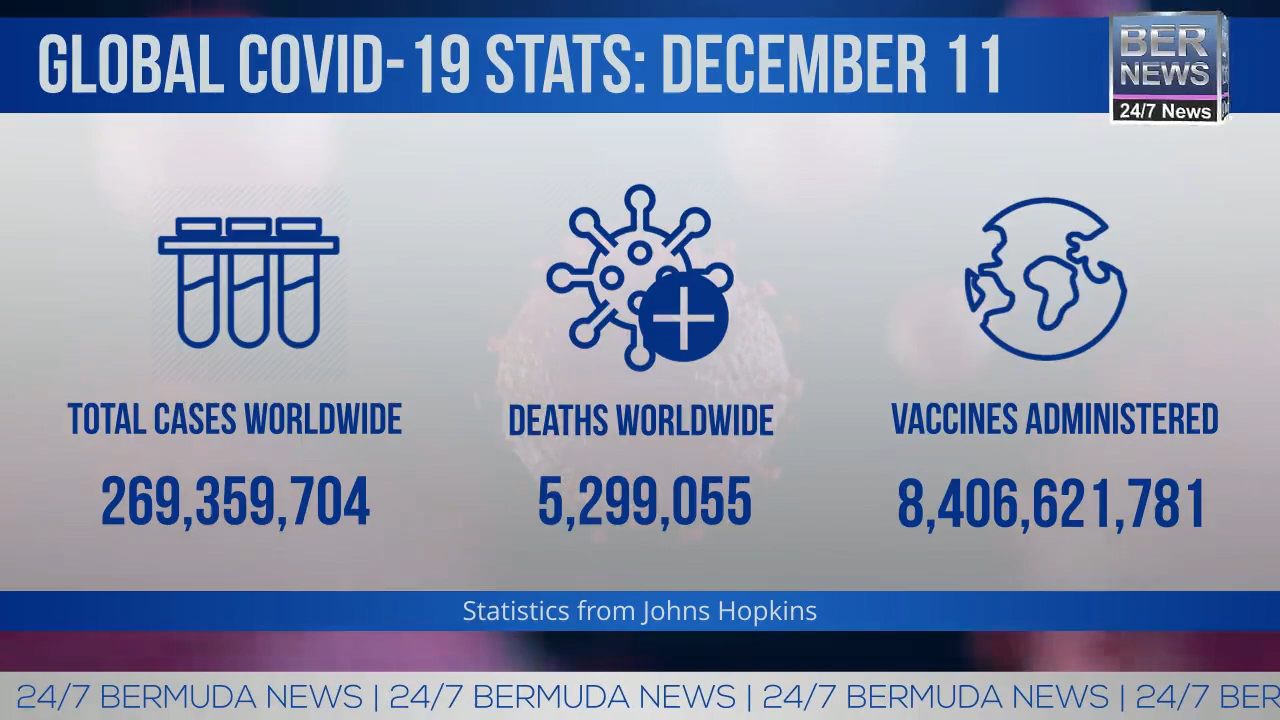 GLOBAL COVID-19 STATS: DECEMBER 11
BER
NEWS
24/7 News
TOTAL CASES WORLDWIDE
DEATHS WORLDWIDE
VACCINES ADMINISTERED
269,359,704
5,299,055
8,406,621,781
Statistics from Johns Hopkins
24/7 BERMUDA NEWS | 24/7 BERMUDA NEWS | 24/7 BERMUDA NEWS | 24/7 BER